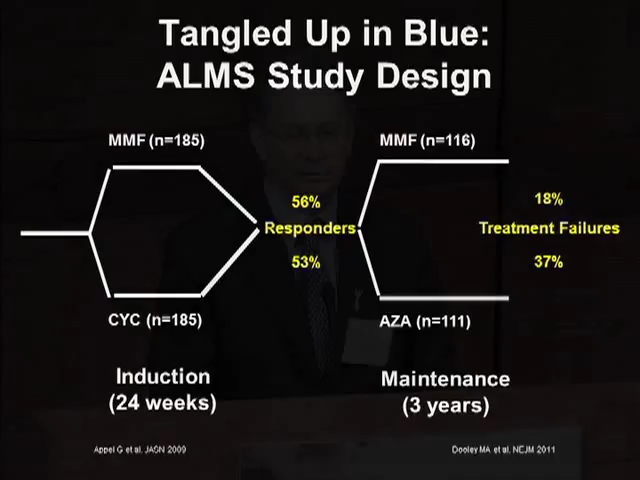 Tangled Up in Blue:
ALMS Study Design
MMF (n=185)
MMF (n=116)
56%
18%
Responders
Treatment Failures
53%
37%
CYC (n=185)
AZA (n=111)
Induction
(24 weeks)
Maintenance
(3 years)
Appel G et al, JASN 2009
Dooley MA et al, NEJM 2011